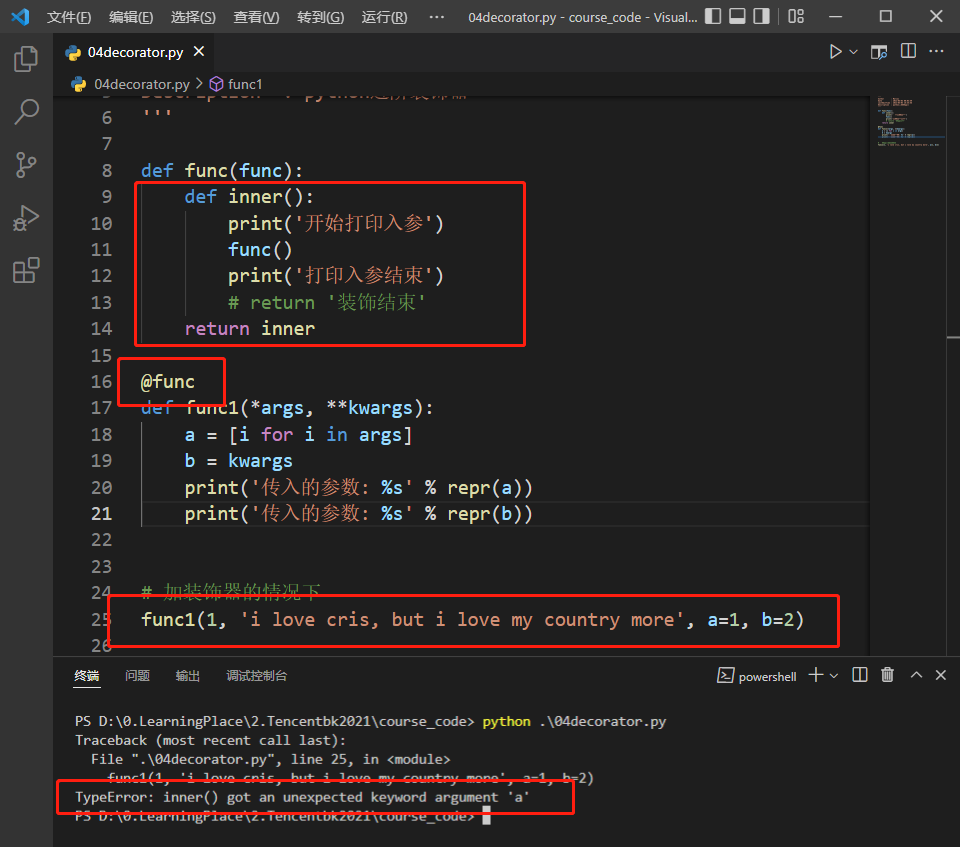 文件(F) 编辑(E) 选择(S) 查看(V) 转到(G) 运行(R) ··· 04decorator.py - course_code - Visual...
04decorator.py
04decorator.py > func1
6 '''
7
8 def func(func):
9 def inner():
10 print('开始打印入参')
11 func()
12 print('打印入参结束')
13 # return '装饰结束'
14 return inner
15
16 @func
17 def func1(*args, **kwargs):
18 a = [i for i in args]
19 b = kwargs
20 print('传入的参数: %s' % repr(a))
21 print('传入的参数: %s' % repr(b))
22
23
24 # 加装饰器的情况下
25 func1(1, 'i love cris, but i love my country more', a=1, b=2)
26
终端 问题 输出 调试控制台 powershell
PS D:\0.LearningPlace\2.Tencentbk2021\course_code> python .\04decorator.py
Traceback (most recent call last):
File ".\04decorator.py", line 25, in <module>
func1(1, 'i love cris, but i love my country more', a=1, b=2)
TypeError: inner() got an unexpected keyword argument 'a'
PS D:\0.LearningPlace\2.Tencentbk2021\course_code>